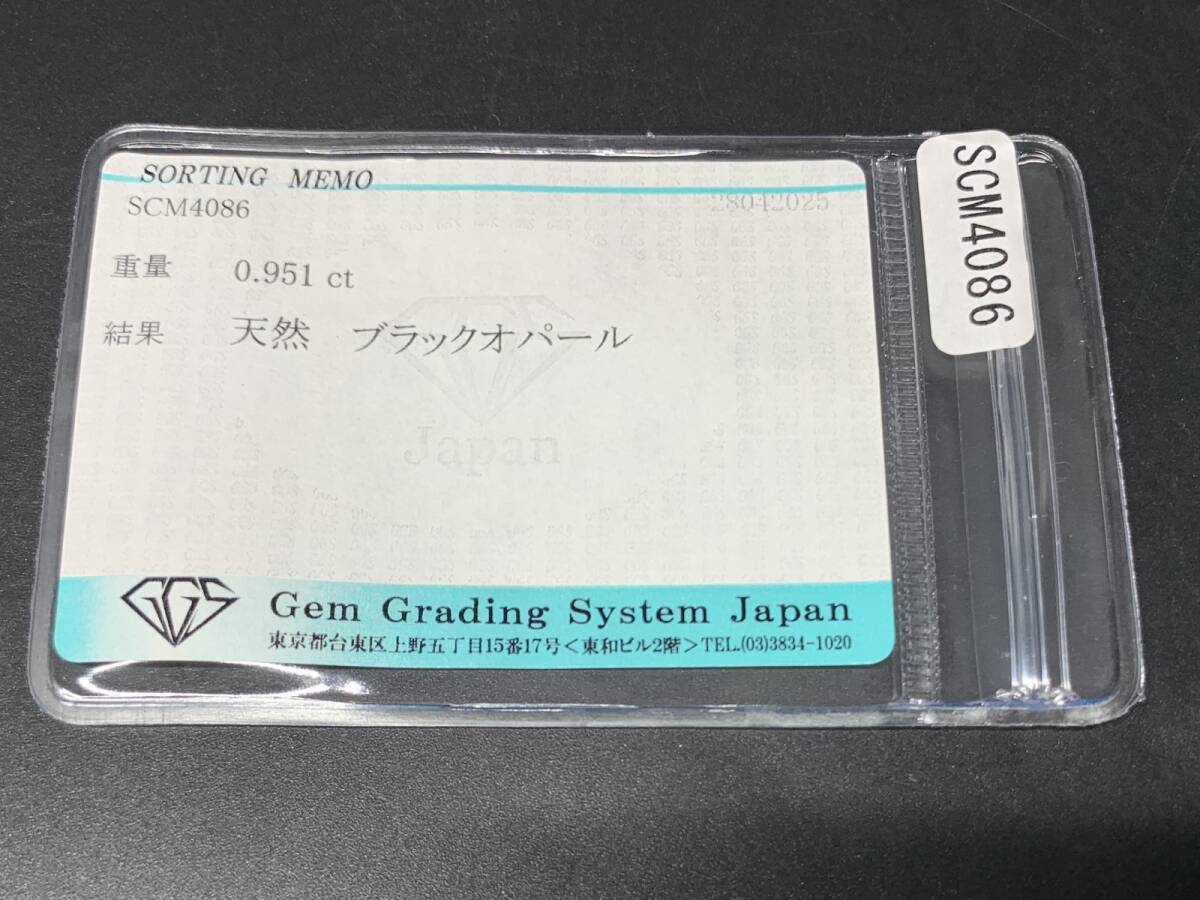 SORTING MEMO
SCM4086 28042025
重量 0.951 ct
結果 天然 ブラックオパール
Japan
GGS Gem Grading System Japan
東京都台東区上野五丁目15番17号＜東和ビル2階＞TEL.(03)3834-1020
SCM4086